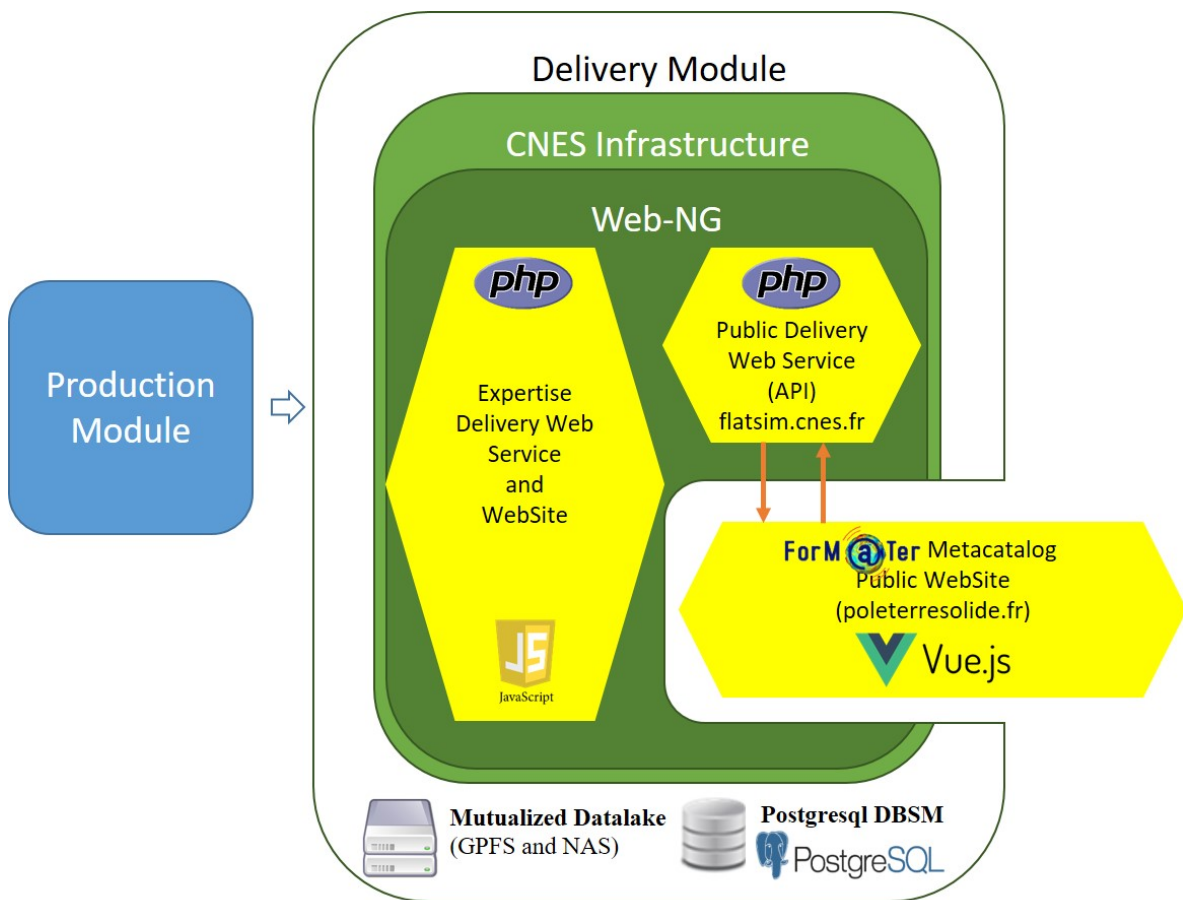 Delivery Module
CNES Infrastructure
Web-NG
Production
Module
php
Expertise
Delivery Web
Service
and
WebSite
JS
JavaScript
php
Public Delivery
Web Service
(API)
flatsim.cnes.fr
ForM@Ter Metacatalog
Public WebSite
(poleterresolide.fr)
Vue.js
Mutualized Datalake
(GPFS and NAS)
Postgresql DBSM
PostgreSQL